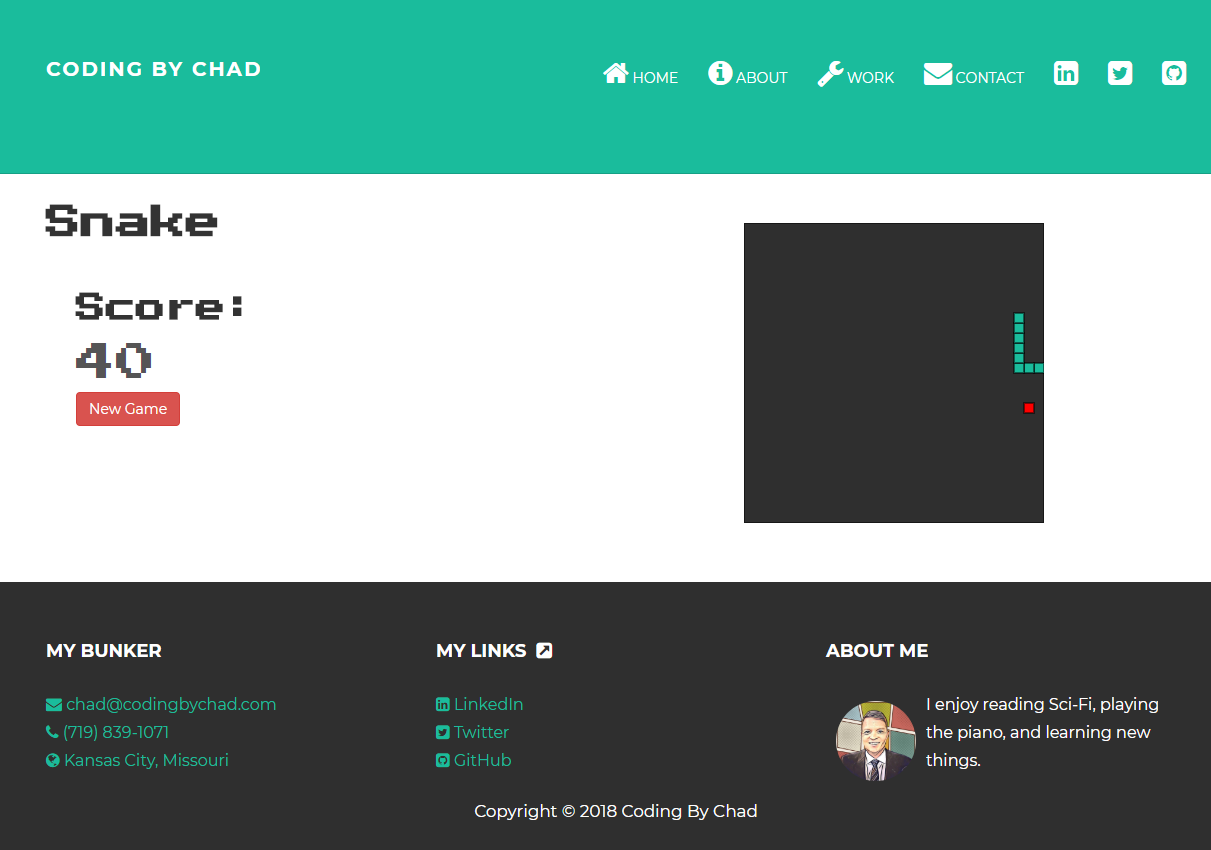 CODING BY CHAD
HOME ABOUT WORK CONTACT
Snake
Score:
40
New Game
MY BUNKER
chad@codingbychad.com
(719) 839-1071
Kansas City, Missouri
MY LINKS
LinkedIn
Twitter
GitHub
ABOUT ME
I enjoy reading Sci-Fi, playing
the piano, and learning new
things.
Copyright © 2018 Coding By Chad